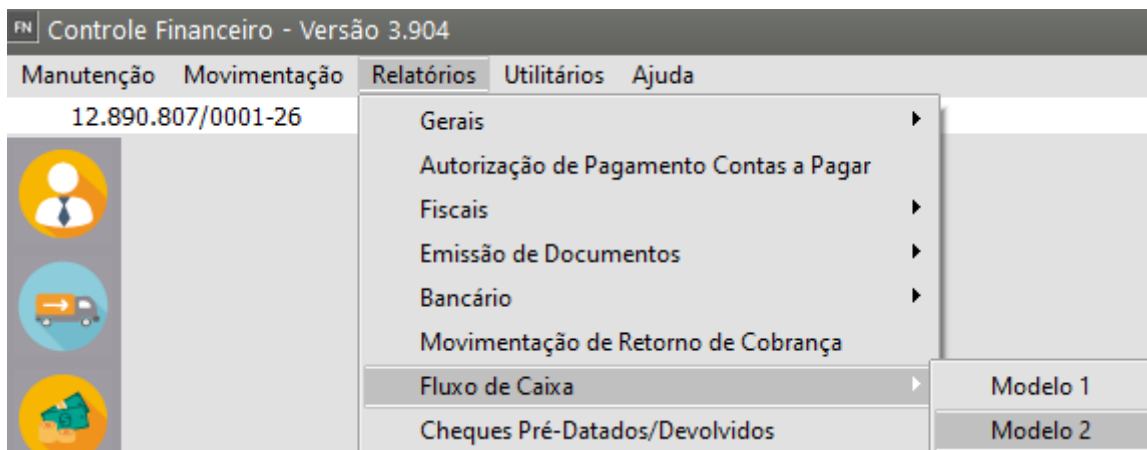 FN Controle Financeiro - Versão 3.904
Manutenção Movimentação Relatórios Utilitários Ajuda
12.890.807/0001-26
Gerais
Autorização de Pagamento Contas a Pagar
Fiscais
Emissão de Documentos
Bancário
Movimentação de Retorno de Cobrança
Fluxo de Caixa Modelo 1
Cheques Pré-Datados/Devolvidos Modelo 2